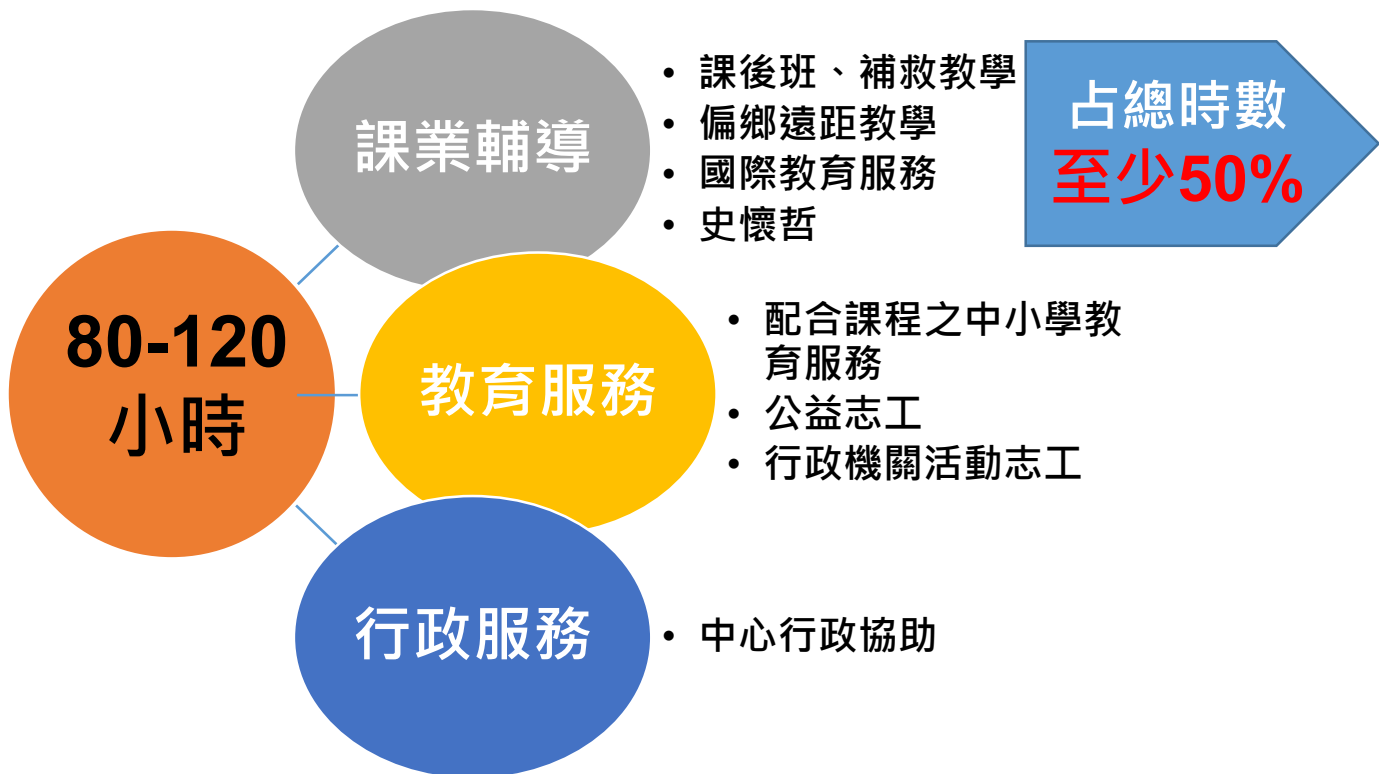 80-120
小時
課業輔導
• 課後班、補救教學
• 偏鄉遠距教學
• 國際教育服務
• 史懷哲
占總時數
至少50%
教育服務
• 配合課程之中小學教
育服務
• 公益志工
• 行政機關活動志工
行政服務
• 中心行政協助